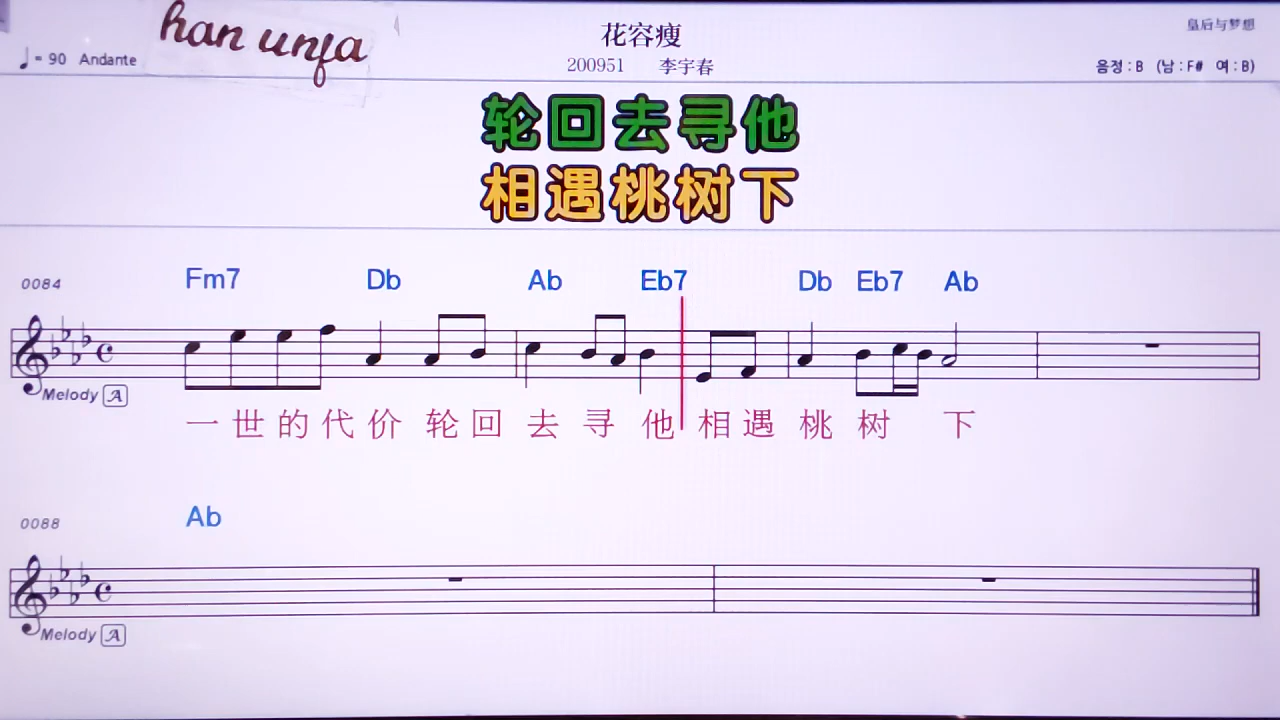 han unja
花容瘦
皇后与梦想
♩= 90 Andante
200951 李宇春
음정 : B (남 : F# 여 : B)
轮回去寻他
相遇桃树下
0084 Fm7 Db Ab Eb7 Db Eb7 Ab
Melody A
一世的代价轮回去寻他相遇桃树下
0088 Ab
Melody A